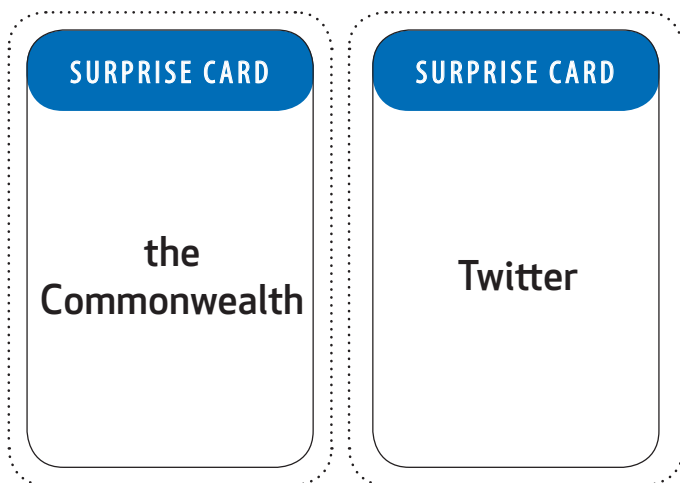 SURPRISE CARD
the
Commonwealth
SURPRISE CARD
Twitter